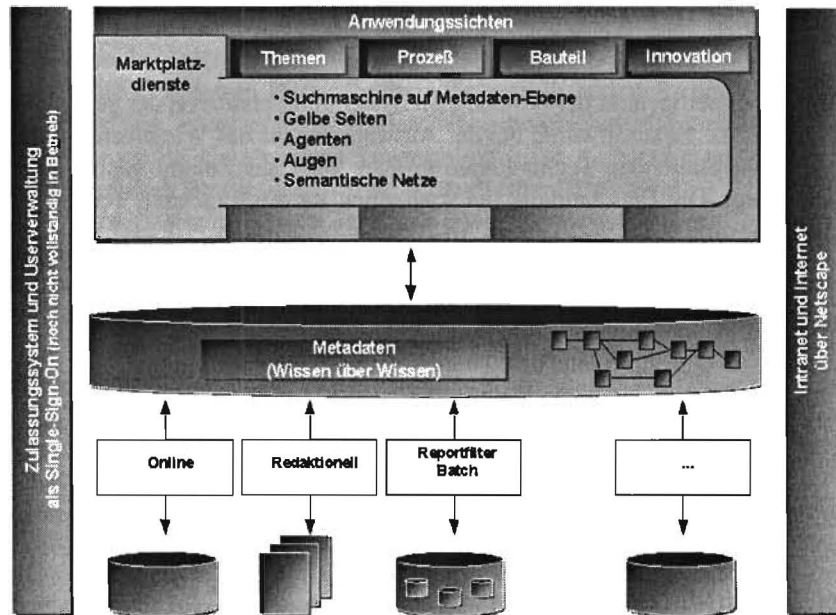 Anwendungssichten
Marktplatz-
dienste
Themen
Prozeß
Bauteil
Innovation
• Suchmaschine auf Metadaten-Ebene
• Gelbe Seiten
• Agenten
• Augen
• Semantische Netze
Zulassungssystem und Userverwaltung
als Single-Sign-On (noch nicht vollständig in Betrieb)
Metadaten
(Wissen über Wissen)
Online
Redaktionell
Reportfilter
Batch
...
Intranet und Internet
über Netscape